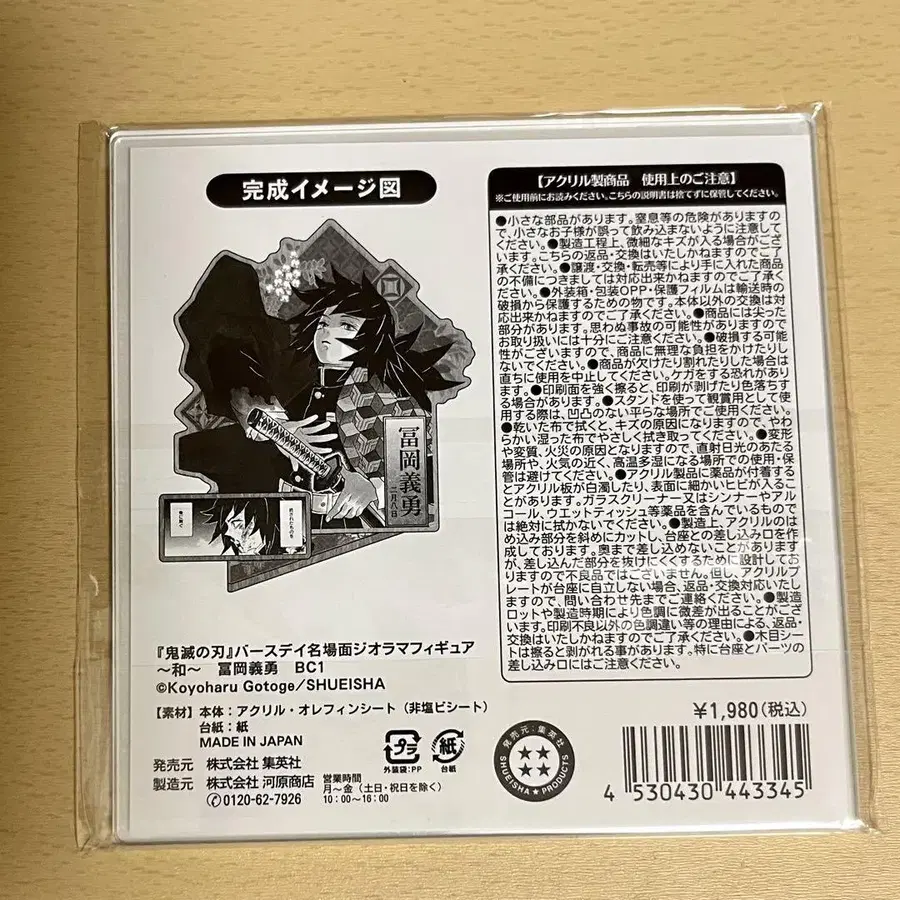 完成イメージ図
冨岡義勇
二月八日
『鬼滅の刃』バースデイ名場面ジオラマフィギュア
～和～ 冨岡義勇 BC1
©Koyoharu Gotoge/SHUEISHA
【素材】本体：アクリル・オレフィンシート（非塩ビシート）
台紙：紙
MADE IN JAPAN
発売元 株式会社 集英社
製造元 株式会社 河原商店
✆0120-62-7926
営業時間
月～金（土日・祝日を除く）
10：00～16：00
プラ
外装袋:PP
紙
台紙
【アクリル製商品 使用上のご注意】
※ご使用前にお読みください。こちらの説明書は捨てずに保管してください。
●小さな部品があります。窒息等の危険がありますの
で、小さなお子様が誤って飲み込まないように注意して
ください。●製造工程上、微細なキズが入る場合がござ
います。こちらの返品・交換はいたしかねますのでご了
承ください。●譲渡・交換・転売等により手に入れた商品
の不備につきましては対応出来かねますのでご了承く
ださい。●外装箱・包装OPP・保護フィルムは輸送時の
破損から保護するための物です。本体以外の交換は対
応出来かねますのでご了承ください。●商品には尖った
部分があります。思わぬ事故の可能性がありますので
お取り扱いには十分にご注意ください。●破損する可能
性がございますので、商品に無理な負担をかけたりし
ないでください。●商品が欠けたり割れたりした場合は
直ちに使用を中止してください。ケガをする恐れがありま
す。●印刷面を強く擦ると、印刷が剥げたり色落ちす
る場合があります。●スタンドを使って観賞用として使
用する際は、凹凸のない平らな場所でご使用ください。
●乾いた布で拭くと、キズの原因になりますので、やわ
らかい湿った布でやさしく拭き取ってください。●変形
や変質、火災の原因となりますので、直射日光のあたる
場所や、火気の近く、高温多湿になる場所での使用・保
管は避けてください。●アクリル製品に薬品が付着する
とアクリル板が白濁したり、表面に細かいヒビが入るこ
とがあります。ガラスクリーナー又はシンナーやアル
コール、ウエットティッシュ等薬品を含んでいるもので
は絶対に拭かないでください。●製造上、アクリルのは
め込み部分を斜めにカットし、台座との差し込み口を作
成しております。奥まで差し込めないことがあります
が、差し込んだ部分を抜けにくくするために設計してお
りますので不良品ではございません。但し、アクリルプ
レートが台座に自立しない場合、返品・交換対応いたし
ますので、問い合わせ先までご連絡ください。●製造
ロットや製造時期により色調に微差が出ることがござ
います。印刷不良以外の色調違い等の理由による、返品・
交換はいたしかねますのでご了承ください。●木目シー
トは擦ると剥がれる事があります。特に台座とパーツの
差し込み口にはご注意ください。
¥1,980(税込)
発売元：集英社
SHUEISHA★PRODUCTS
4 530430 443345